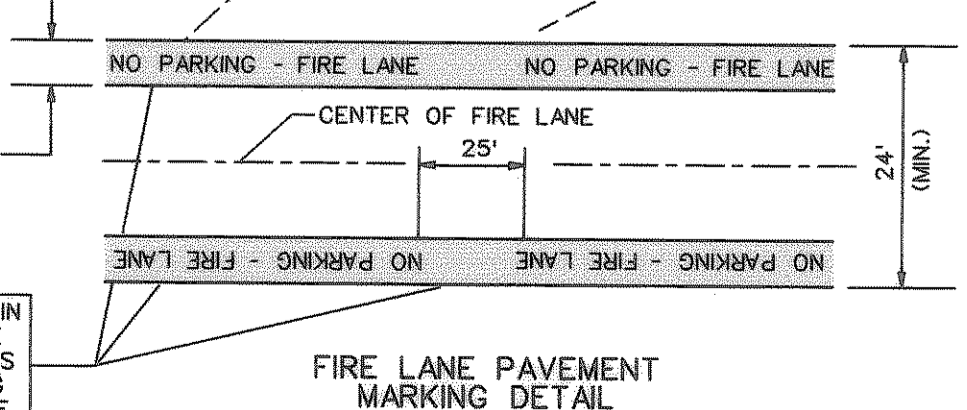 NO PARKING - FIRE LANE NO PARKING - FIRE LANE
CENTER OF FIRE LANE
25'
24'
(MIN.)
NO PARKING - FIRE LANE NO PARKING - FIRE LANE
IN
S
FIRE LANE PAVEMENT
MARKING DETAIL